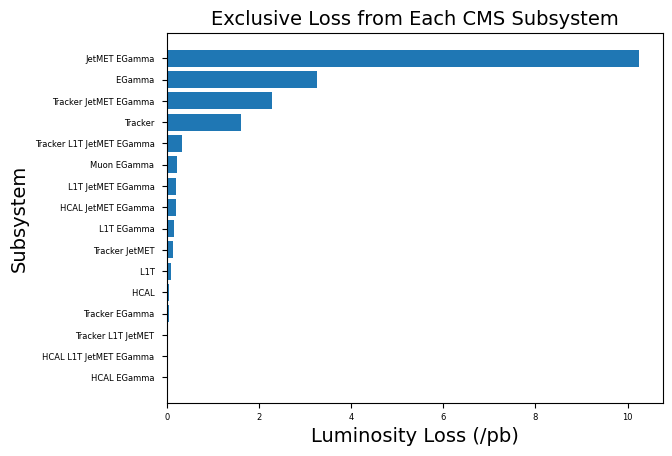 Exclusive Loss from Each CMS Subsystem
Subsystem
JetMET EGamma
EGamma
Tracker JetMET EGamma
Tracker
Tracker L1T JetMET EGamma
Muon EGamma
L1T JetMET EGamma
HCAL JetMET EGamma
L1T EGamma
Tracker JetMET
L1T
HCAL
Tracker EGamma
Tracker L1T JetMET
HCAL L1T JetMET EGamma
HCAL EGamma
0 2 4 6 8 10
Luminosity Loss (/pb)